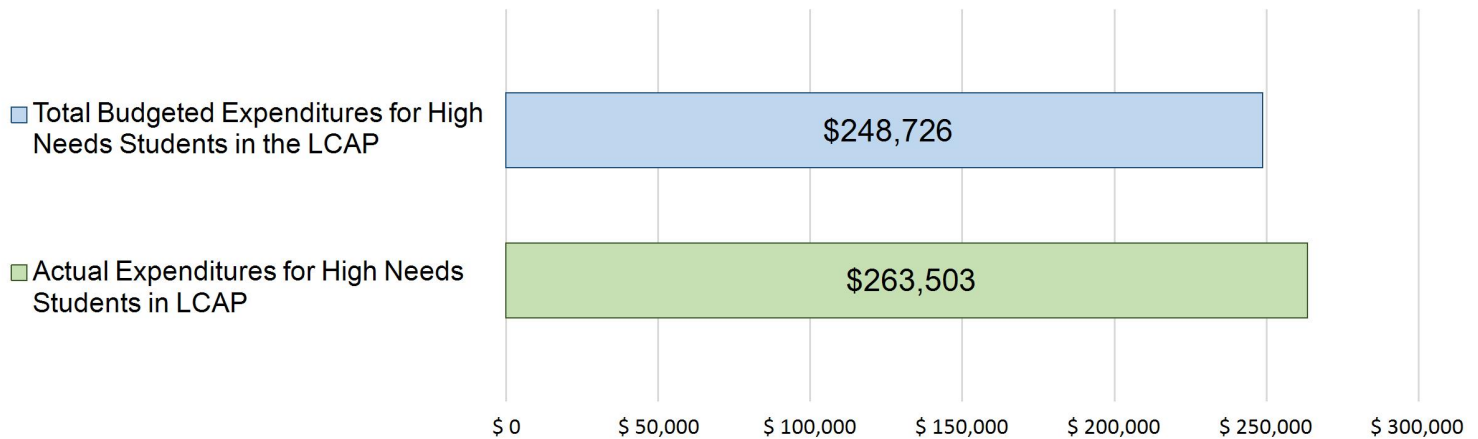 Total Budgeted Expenditures for High
Needs Students in the LCAP
$248,726
Actual Expenditures for High Needs
Students in LCAP
$263,503
$ 0
$ 50,000
$ 100,000
$ 150,000
$ 200,000
$ 250,000
$ 300,000